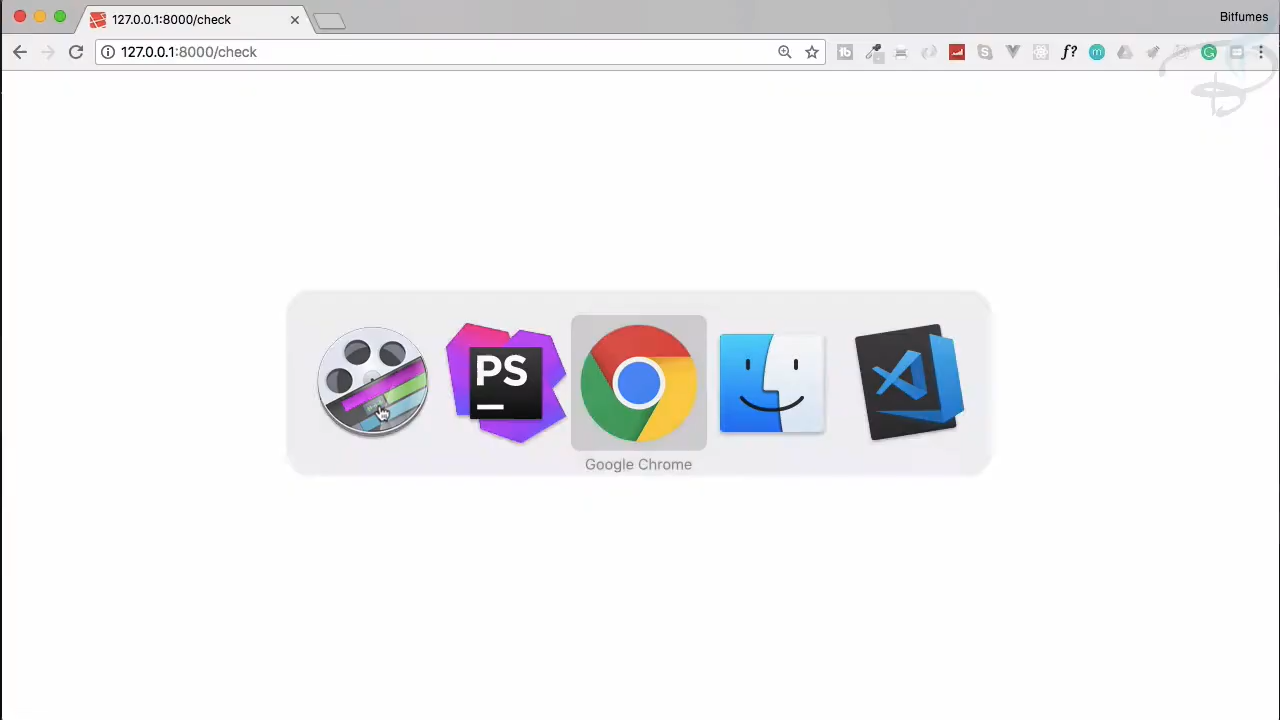 127.0.0.1:8000/check
Bitfumes
127.0.0.1:8000/check
f?
PS
Google Chrome